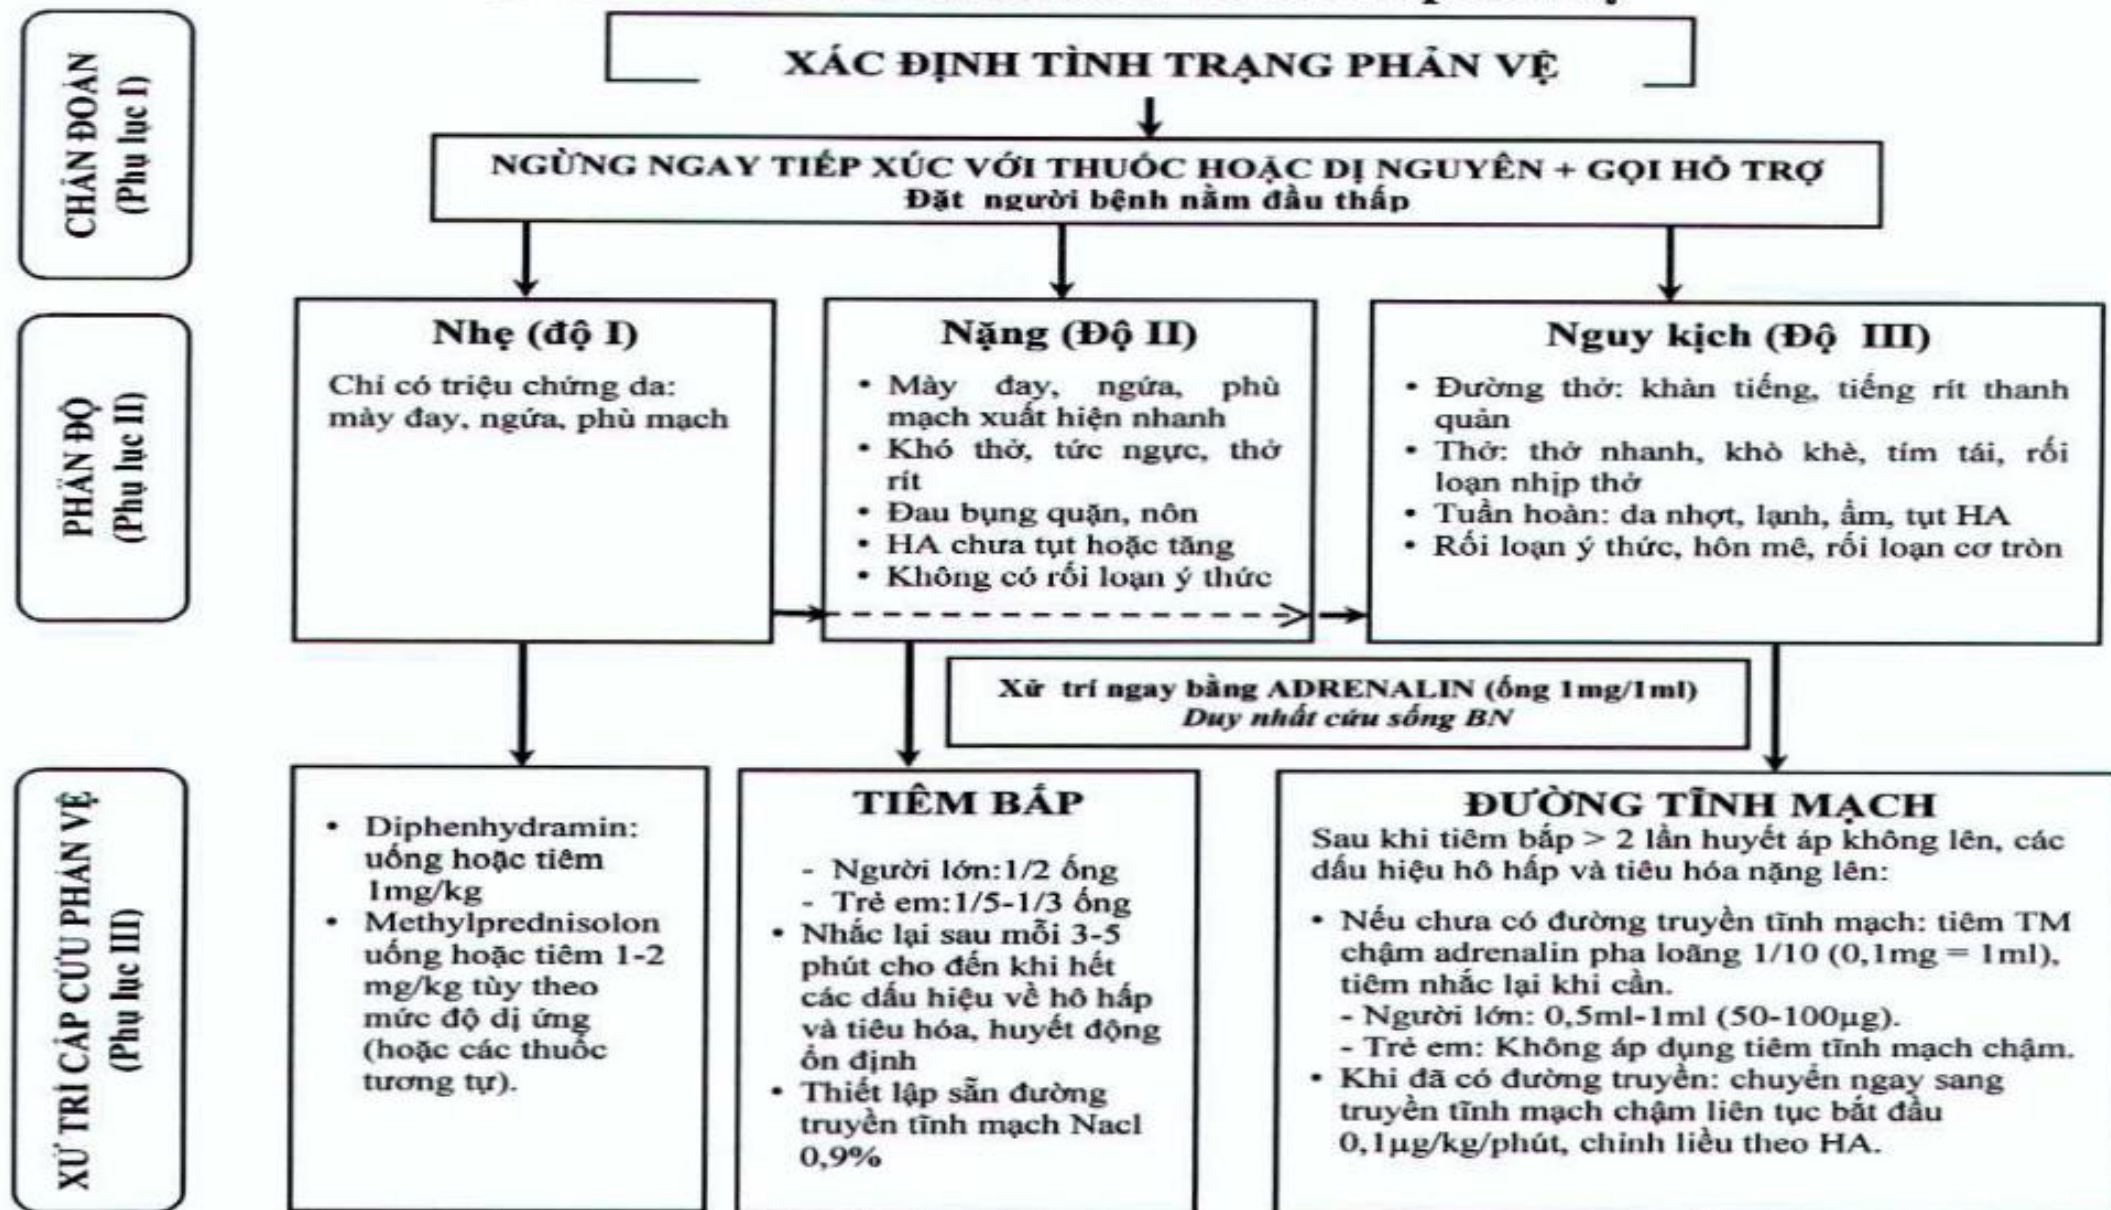 CHẨN ĐOÁN
(Phụ lục I)
XÁC ĐỊNH TÌNH TRẠNG PHẢN VỆ
NGỪNG NGAY TIẾP XÚC VỚI THUỐC HOẶC DỊ NGUYÊN + GỌI HỖ TRỢ
Đặt người bệnh nằm đầu thấp
PHÂN ĐỘ
(Phụ lục II)
Nhẹ (độ I)
Chỉ có triệu chứng da:
mày đay, ngứa, phù mạch
Nặng (Độ II)
• Mày đay, ngứa, phù
mạch xuất hiện nhanh
• Khó thở, tức ngực, thở
rít
• Đau bụng quặn, nôn
• HA chưa tụt hoặc tăng
• Không có rối loạn ý thức
Nguy kịch (Độ III)
• Đường thở: khàn tiếng, tiếng rít thanh
quản
• Thở: thở nhanh, khò khè, tím tái, rối
loạn nhịp thở
• Tuần hoàn: da nhợt, lạnh, ẩm, tụt HA
• Rối loạn ý thức, hôn mê, rối loạn cơ tròn
Xử trí ngay bằng ADRENALIN (ống 1mg/1ml)
Duy nhất cứu sống BN
XỬ TRÍ CẤP CỨU PHẢN VỆ
(Phụ lục III)
• Diphenhydramin:
uống hoặc tiêm
1mg/kg
• Methylprednisolon
uống hoặc tiêm 1-2
mg/kg tùy theo
mức độ dị ứng
(hoặc các thuốc
tương tự).
TIÊM BẮP
- Người lớn:1/2 ống
- Trẻ em:1/5-1/3 ống
• Nhắc lại sau mỗi 3-5
phút cho đến khi hết
các dấu hiệu về hô hấp
và tiêu hóa, huyết động
ổn định
• Thiết lập sẵn đường
truyền tĩnh mạch Nacl
0,9%
ĐƯỜNG TĨNH MẠCH
Sau khi tiêm bắp > 2 lần huyết áp không lên, các
dấu hiệu hô hấp và tiêu hóa nặng lên:
• Nếu chưa có đường truyền tĩnh mạch: tiêm TM
chậm adrenalin pha loãng 1/10 (0,1mg = 1ml),
tiêm nhắc lại khi cần.
- Người lớn: 0,5ml-1ml (50-100µg).
- Trẻ em: Không áp dụng tiêm tĩnh mạch chậm.
• Khi đã có đường truyền: chuyển ngay sang
truyền tĩnh mạch chậm liên tục bắt đầu
0,1µg/kg/phút, chỉnh liều theo HA.